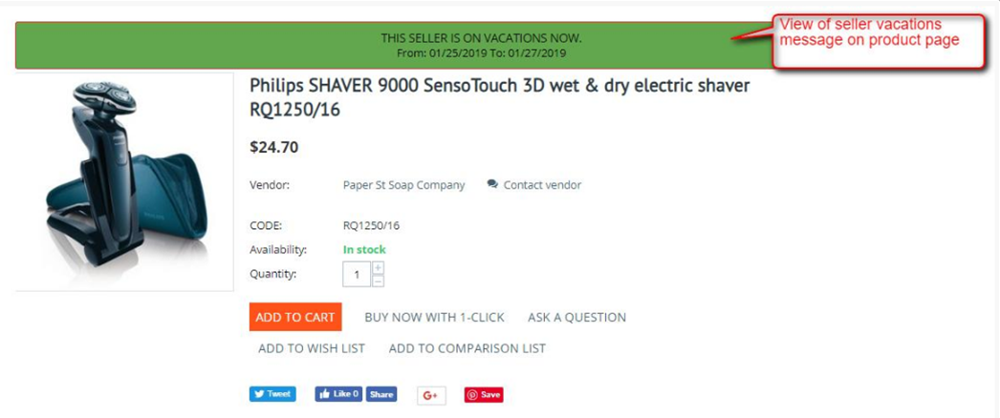 THIS SELLER IS ON VACATIONS NOW.
From: 01/25/2019 To: 01/27/2019
View of seller vacations
message on product page
Philips SHAVER 9000 SensoTouch 3D wet & dry electric shaver
RQ1250/16
$24.70
Vendor: Paper St Soap Company Contact vendor
CODE: RQ1250/16
Availability: In stock
Quantity: 1 + −
ADD TO CART BUY NOW WITH 1-CLICK ASK A QUESTION
ADD TO WISH LIST ADD TO COMPARISON LIST
Tweet Like 0 Share G+ Save